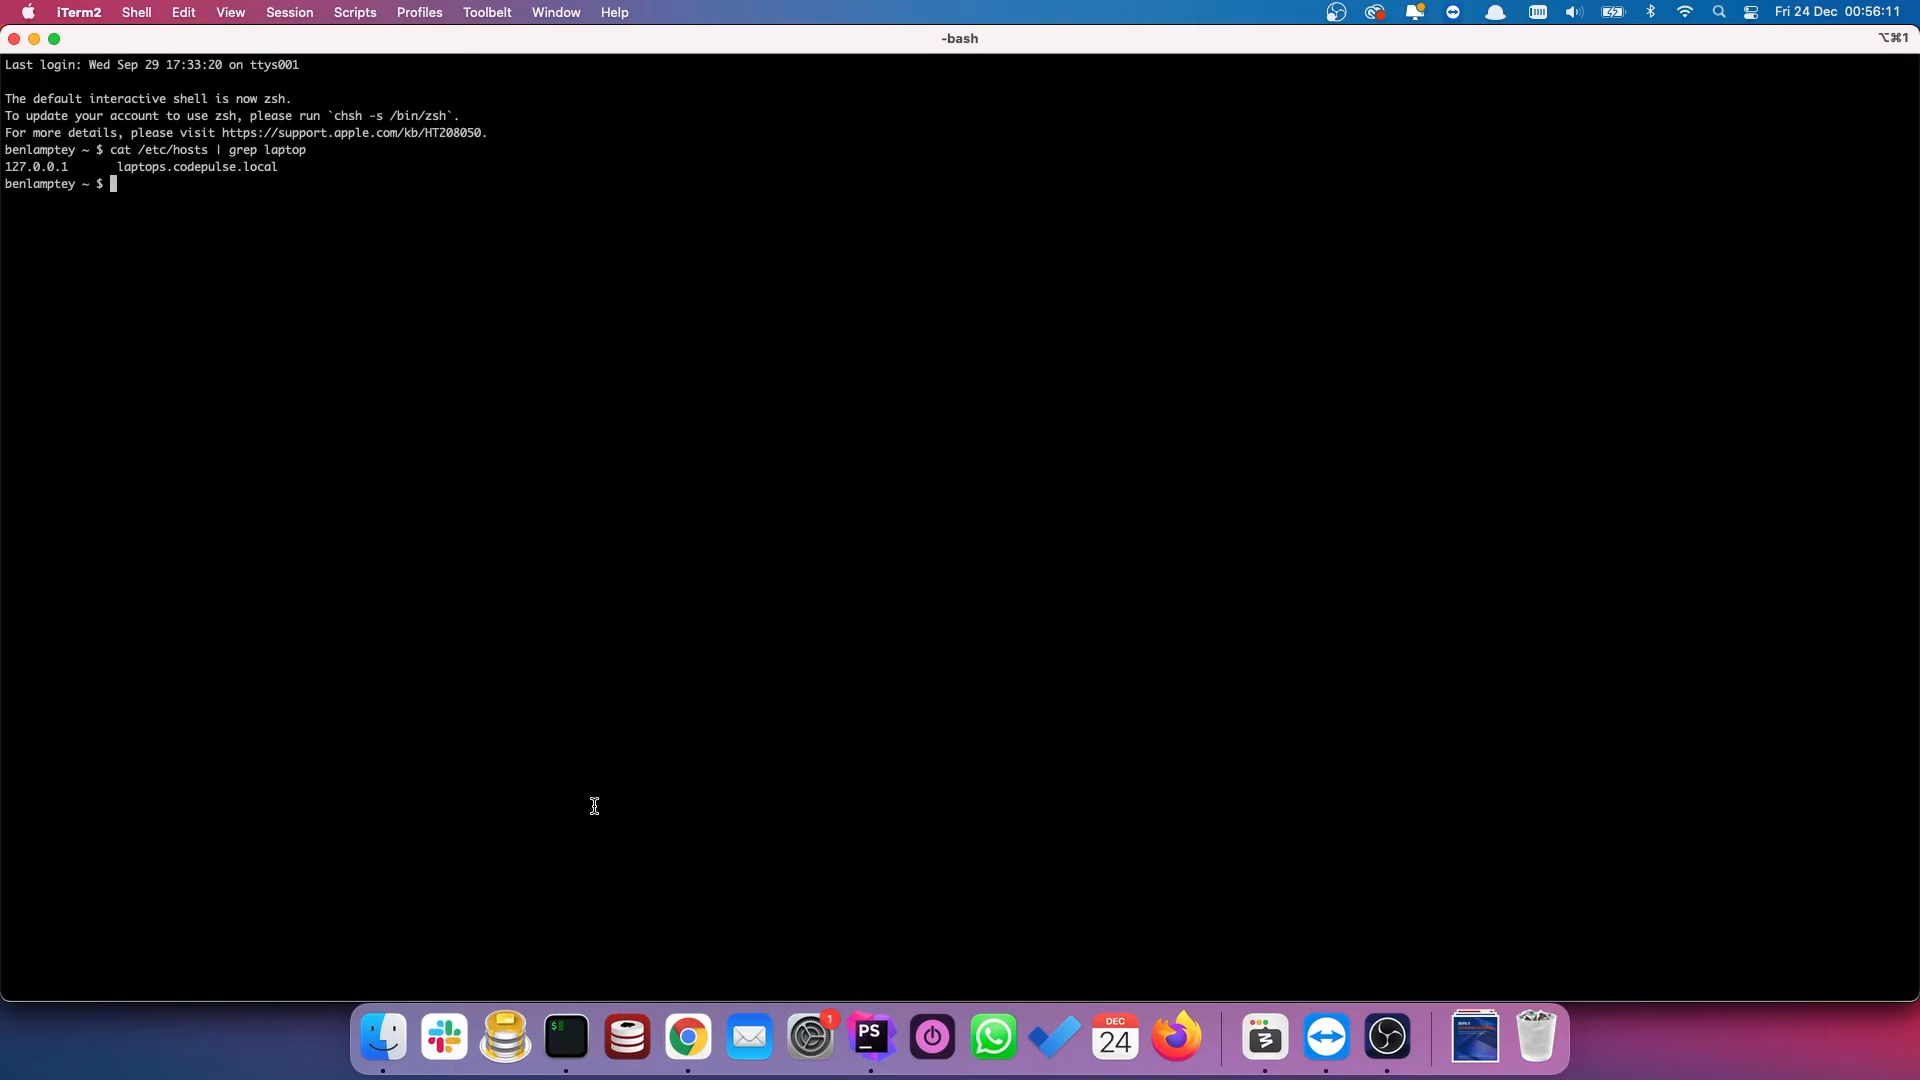 iTerm2 Shell Edit View Session Scripts Profiles Toolbelt Window Help Fri 24 Dec 00:56:11
-bash ⌥⌘1
Last login: Wed Sep 29 17:33:20 on ttys001
The default interactive shell is now zsh.
To update your account to use zsh, please run `chsh -s /bin/zsh`.
For more details, please visit https://support.apple.com/kb/HT208050.
benlamptey ~ $ cat /etc/hosts | grep laptop
127.0.0.1 laptops.codepulse.local
benlamptey ~ $
$ 1 PS DEC
24